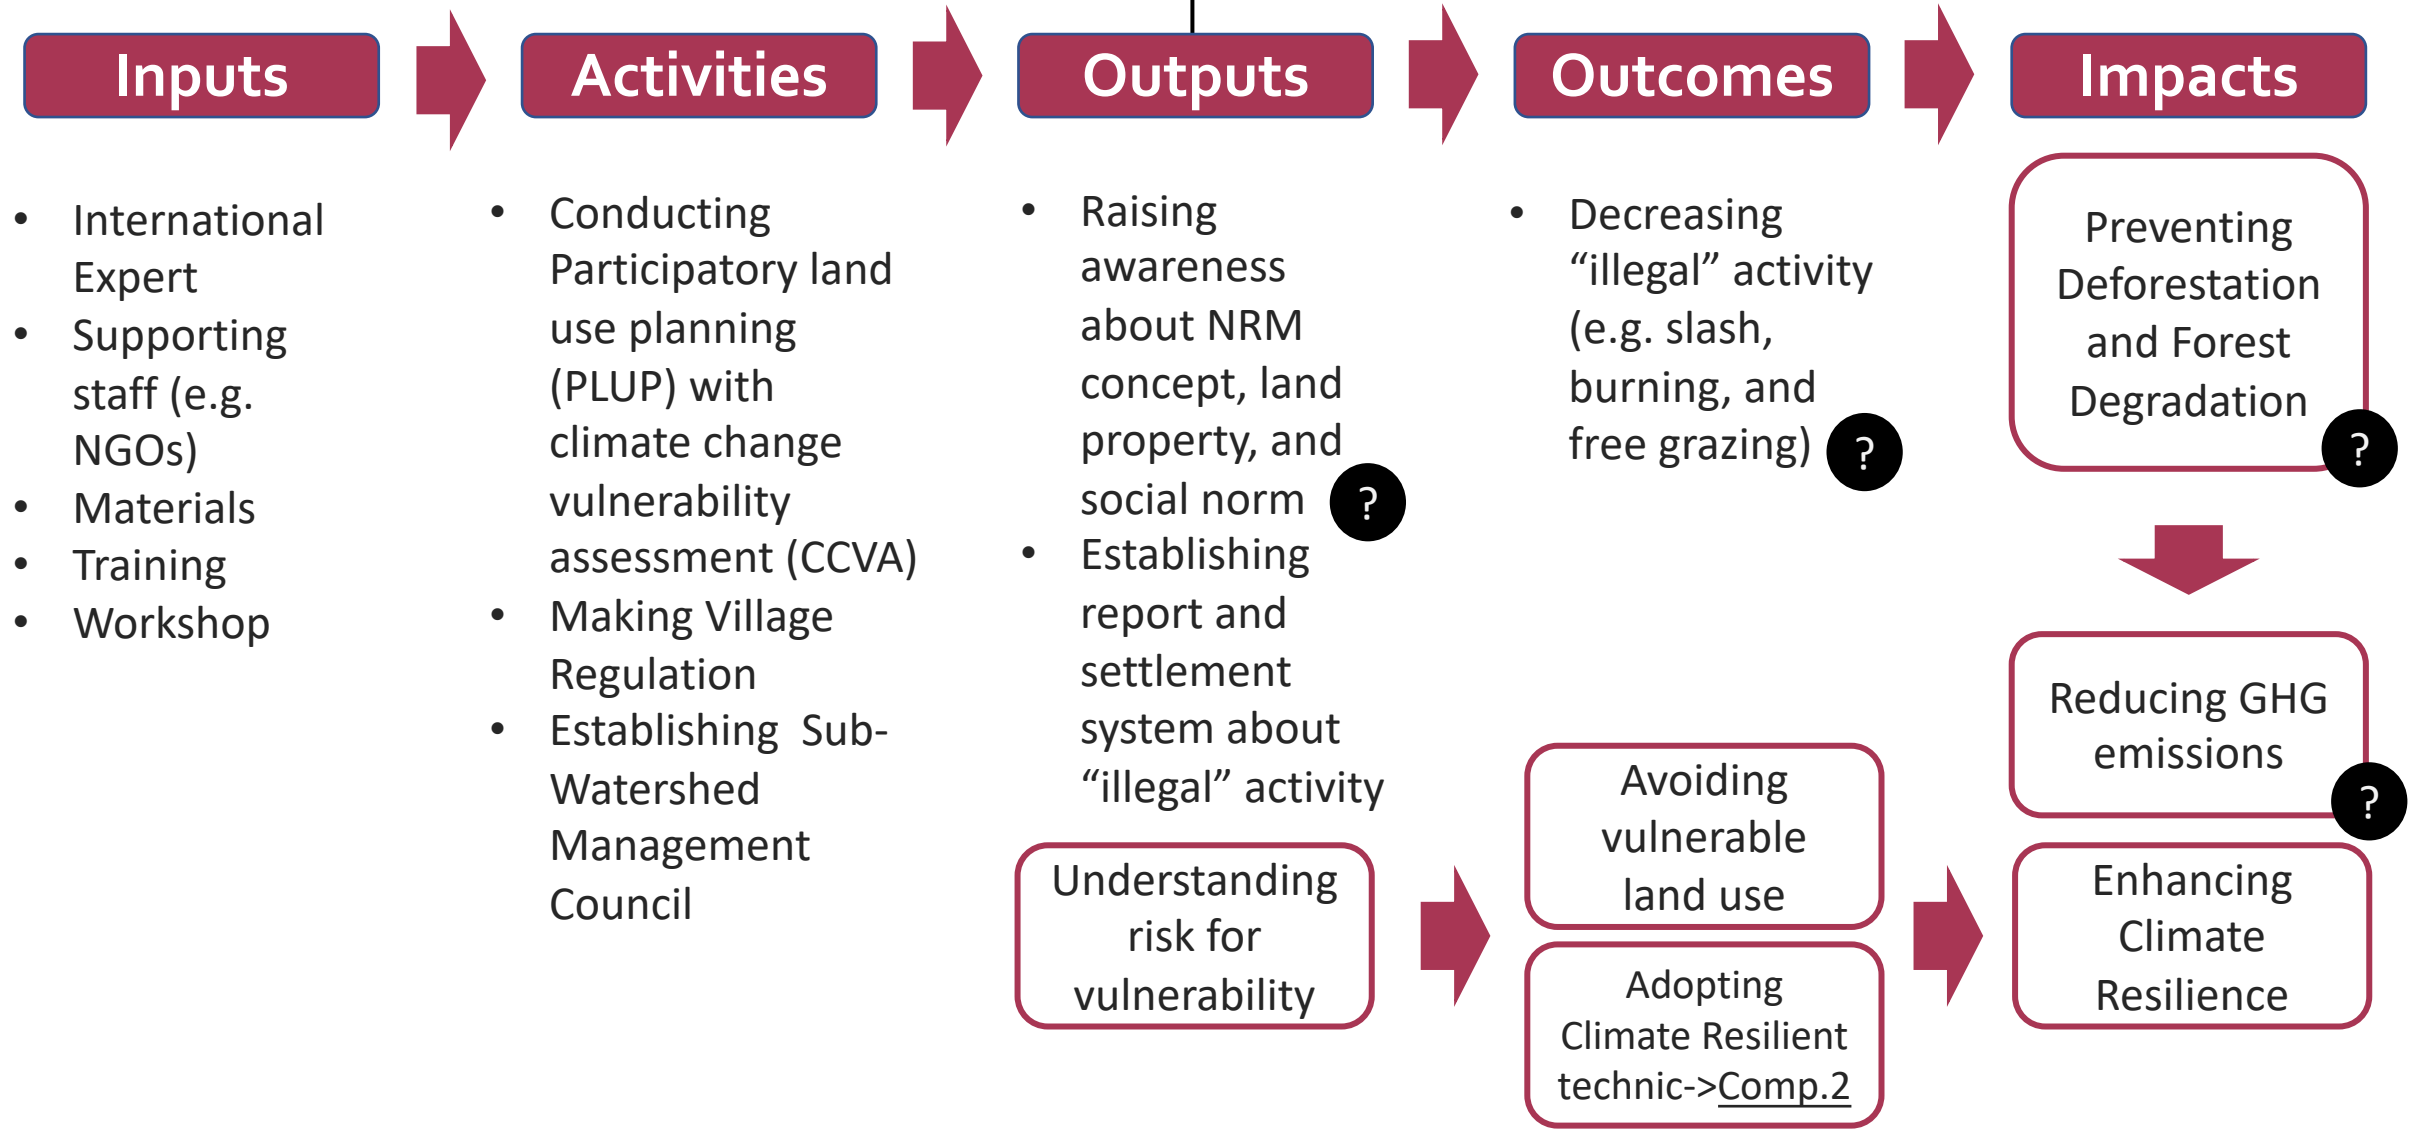 Inputs
Activities
Outputs
Outcomes
Impacts
• International
Expert
• Supporting
staff (e.g.
NGOs)
• Materials
• Training
• Workshop
• Conducting
Participatory land
use planning
(PLUP) with
climate change
vulnerability
assessment (CCVA)
• Making Village
Regulation
• Establishing Sub-
Watershed
Management
Council
• Raising
awareness
about NRM
concept, land
property, and
social norm ?
• Establishing
report and
settlement
system about
“illegal” activity
Understanding
risk for
vulnerability
• Decreasing
“illegal” activity
(e.g. slash,
burning, and
free grazing) ?
Avoiding
vulnerable
land use
Adopting
Climate Resilient
technic->Comp.2
Preventing
Deforestation
and Forest
Degradation
?
Reducing GHG
emissions
?
Enhancing
Climate
Resilience